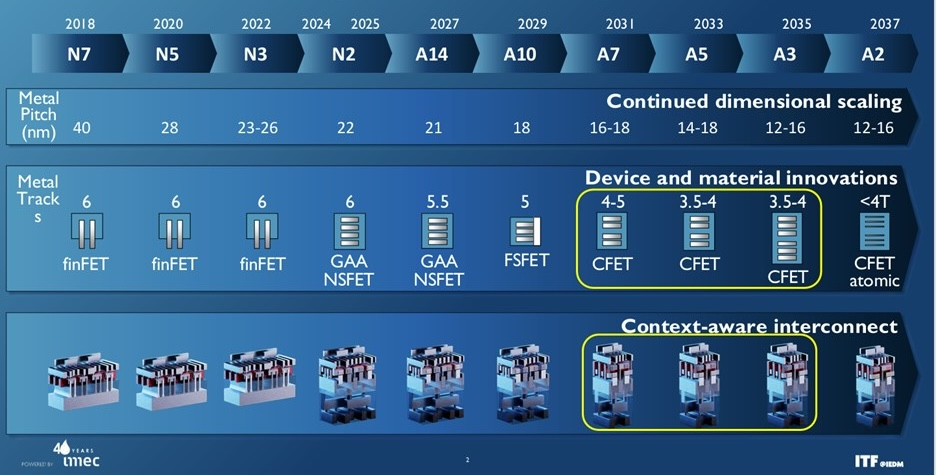 2018 2020 2022 2024 2025 2027 2029 2031 2033 2035 2037
N7 N5 N3 N2 A14 A10 A7 A5 A3 A2
Metal
Pitch
(nm)
Continued dimensional scaling
40 28 23-26 22 21 18 16-18 14-18 12-16 12-16
Metal
Track
s
Device and material innovations
6 6 6 6 5.5 5 4-5 3.5-4 3.5-4 <4T
finFET finFET finFET GAA GAA FSFET CFET CFET CFET CFET
NSFET NSFET atomic
Context-aware interconnect
POWERED BY
40 YEARS
imec
2
ITF @IEDM